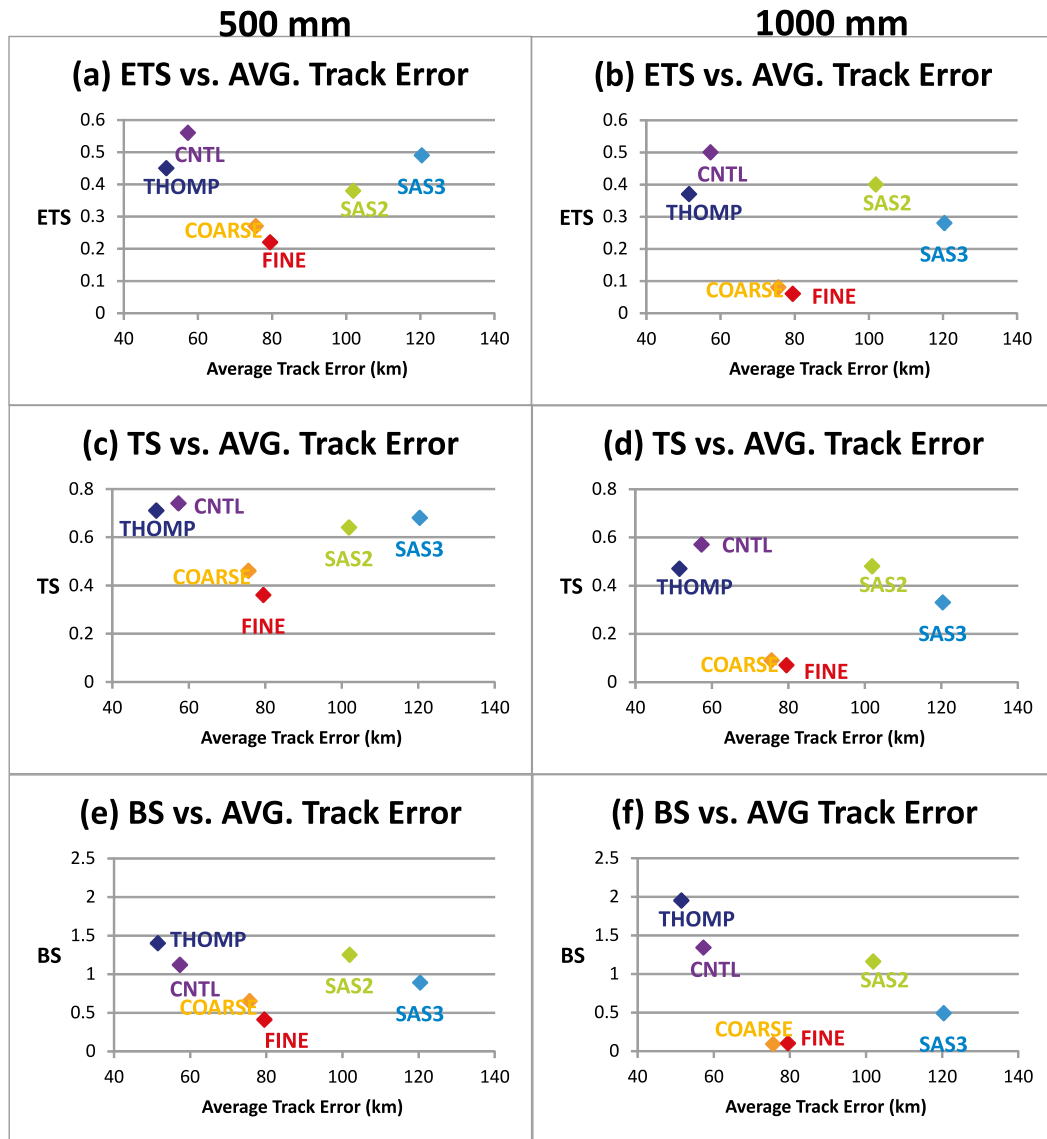 500 mm
1000 mm
(a) ETS vs. AVG. Track Error
0.6
0.5
0.4
0.3
0.2
0.1
0
ETS
CNTL
THOMP
SAS3
SAS2
COARSE
FINE
40 60 80 100 120 140
Average Track Error (km)
(b) ETS vs. AVG. Track Error
0.6
0.5
0.4
0.3
0.2
0.1
0
ETS
CNTL
THOMP
SAS2
SAS3
COARSE
FINE
40 60 80 100 120 140
Average Track Error (km)
(c) TS vs. AVG. Track Error
0.8
0.6
0.4
0.2
0
TS
CNTL
THOMP
SAS2
SAS3
COARSE
FINE
40 60 80 100 120 140
Average Track Error (km)
(d) TS vs. AVG. Track Error
0.8
0.6
0.4
0.2
0
TS
CNTL
THOMP
SAS2
SAS3
COARSE
FINE
40 60 80 100 120 140
Average Track Error (km)
(e) BS vs. AVG. Track Error
2.5
2
1.5
1
0.5
0
BS
THOMP
CNTL
SAS2
COARSE
SAS3
FINE
40 60 80 100 120 140
Average Track Error (km)
(f) BS vs. AVG Track Error
2.5
2
1.5
1
0.5
0
BS
THOMP
CNTL
SAS2
COARSE
FINE
SAS3
40 60 80 100 120 140
Average Track Error (km)